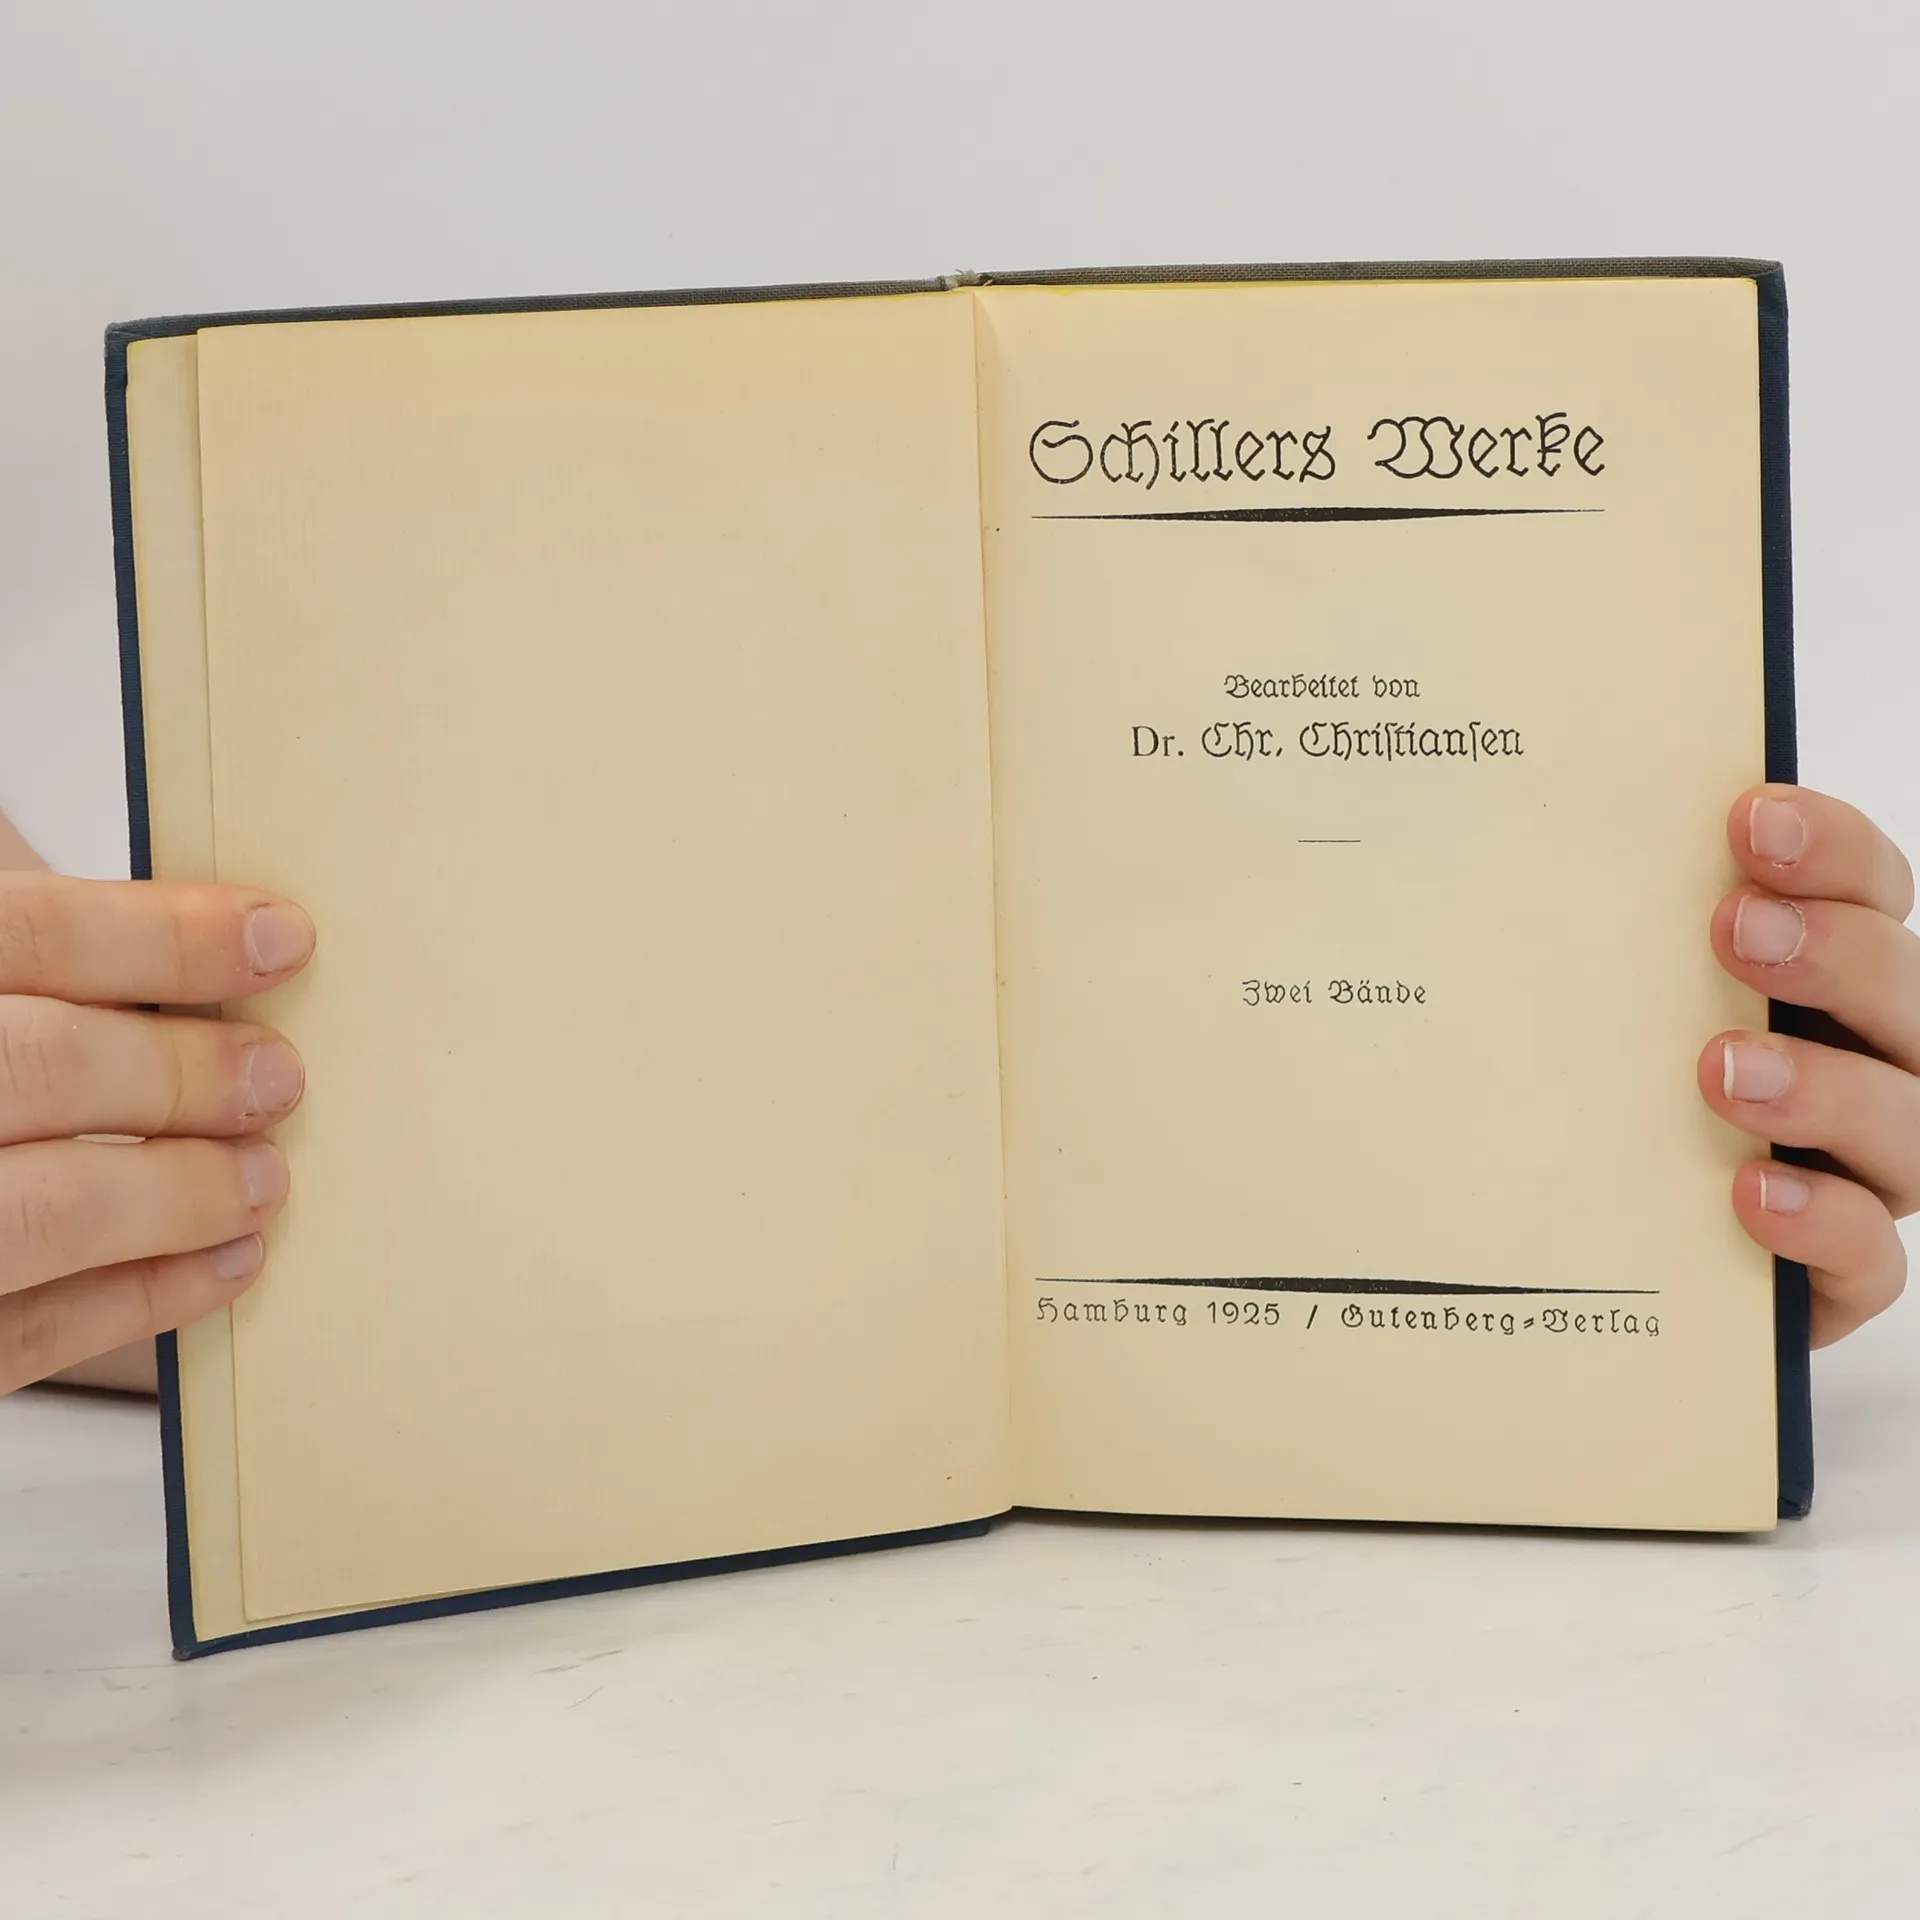 Schillers Werke
Bearbeitet von
Dr. Chr. Chriſtianſen
Zwei Bände
Hamburg 1925 / Gutenberg-Verlag